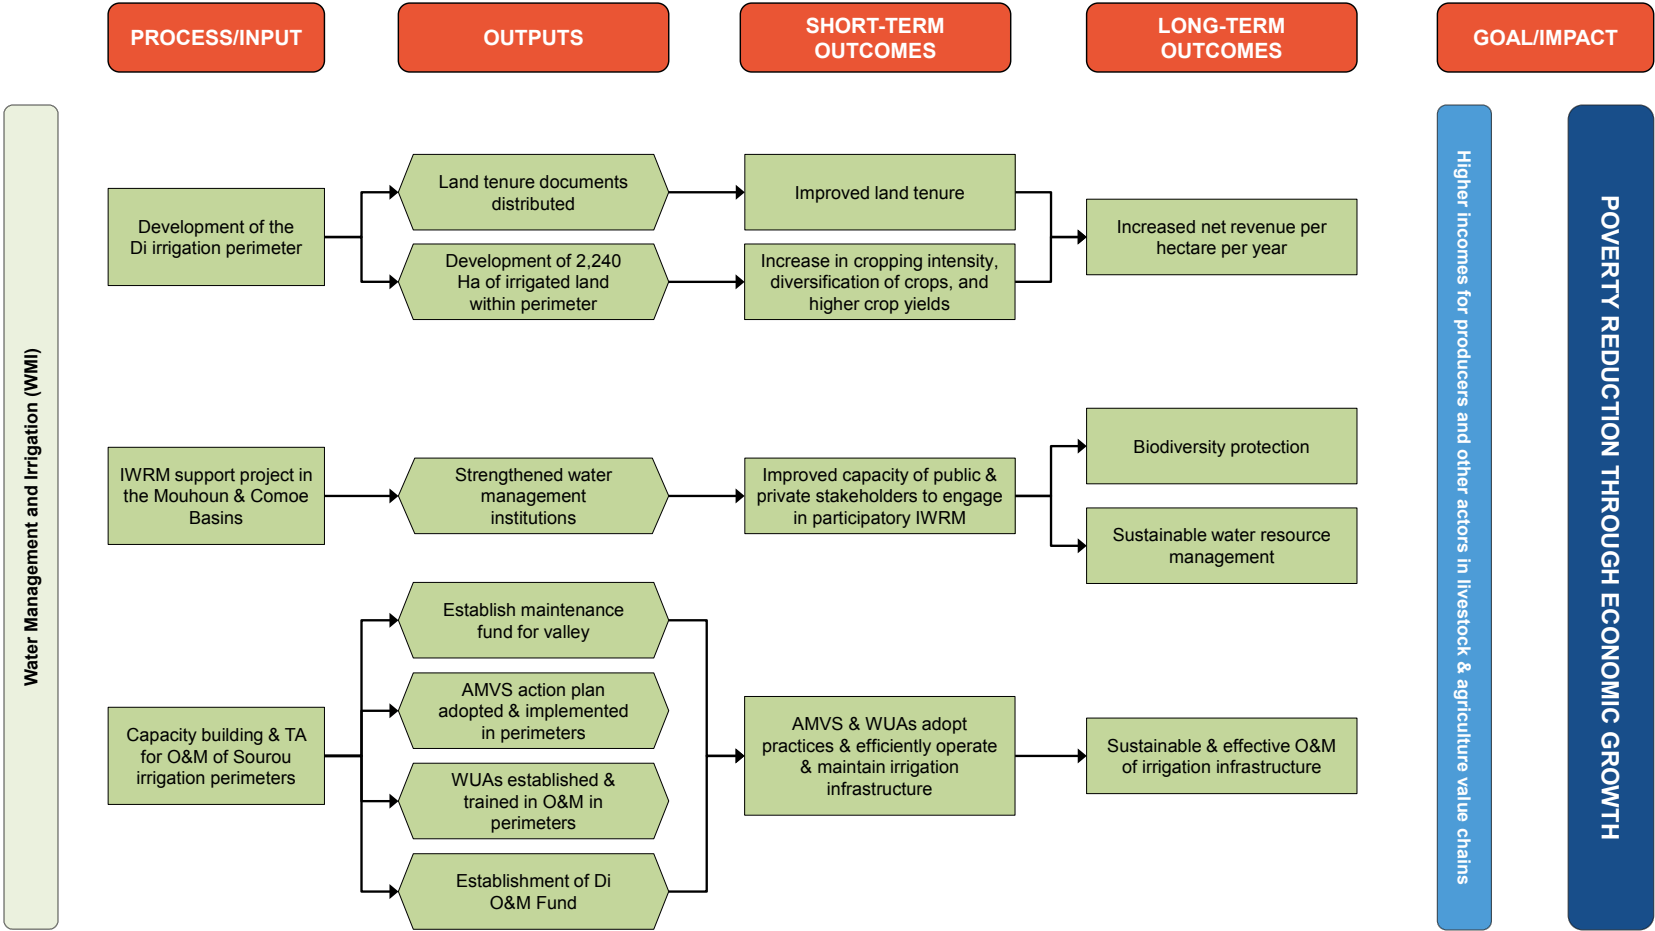 PROCESS/INPUT
OUTPUTS
SHORT-TERM
OUTCOMES
LONG-TERM
OUTCOMES
GOAL/IMPACT
Water Management and Irrigation (WMI)
Development of the
Di irrigation perimeter
Land tenure documents
distributed
Improved land tenure
Development of 2,240
Ha of irrigated land
within perimeter
Increase in cropping intensity,
diversification of crops, and
higher crop yields
Increased net revenue per
hectare per year
IWRM support project in
the Mouhoun & Comoe
Basins
Strengthened water
management
institutions
Improved capacity of public &
private stakeholders to engage
in participatory IWRM
Biodiversity protection
Sustainable water resource
management
Capacity building & TA
for O&M of Sourou
irrigation perimeters
Establish maintenance
fund for valley
AMVS action plan
adopted & implemented
in perimeters
WUAs established &
trained in O&M in
perimeters
Establishment of Di
O&M Fund
AMVS & WUAs adopt
practices & efficiently operate
& maintain irrigation
infrastructure
Sustainable & effective O&M
of irrigation infrastructure
Higher incomes for producers and other actors in livestock & agriculture value chains
POVERTY REDUCTION THROUGH ECONOMIC GROWTH